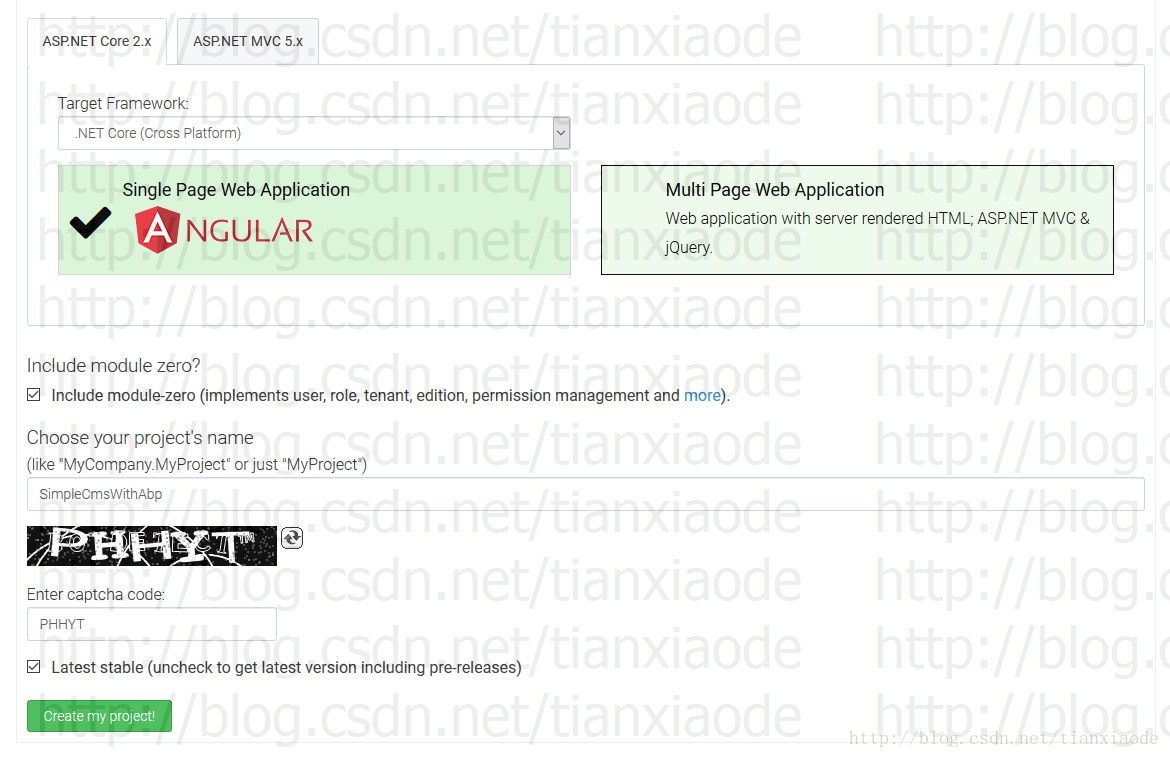 ASP.NET Core 2.x
ASP.NET MVC 5.x
Target Framework:
.NET Core (Cross Platform)
Single Page Web Application
ANGULAR
Multi Page Web Application
Web application with server rendered HTML; ASP.NET MVC &
jQuery.
Include module zero?
Include module-zero (implements user, role, tenant, edition, permission management and more).
Choose your project's name
(like "MyCompany.MyProject" or just "MyProject")
SimpleCmsWithAbp
PHHYT
Enter captcha code:
PHHYT
Latest stable (uncheck to get latest version including pre-releases)
Create my project!
http://blog.csdn.net/tianxiaode